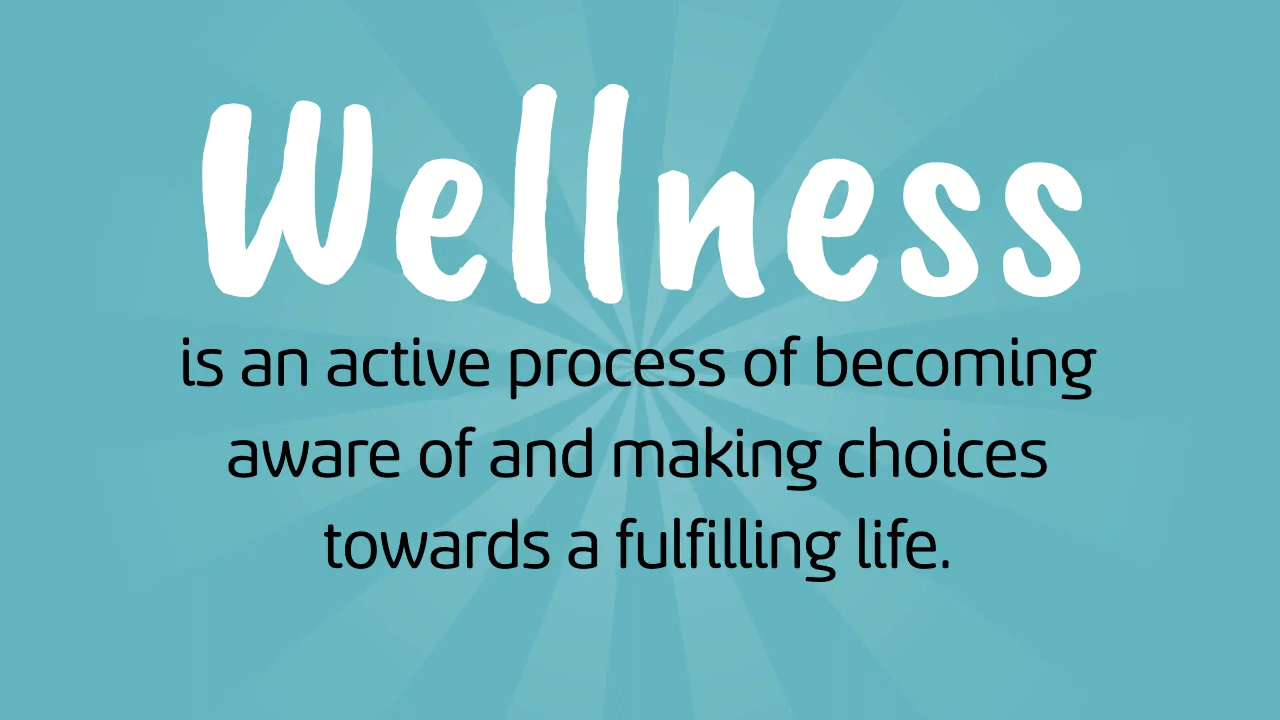 Wellness
is an active process of becoming
aware of and making choices
towards a fulfilling life.